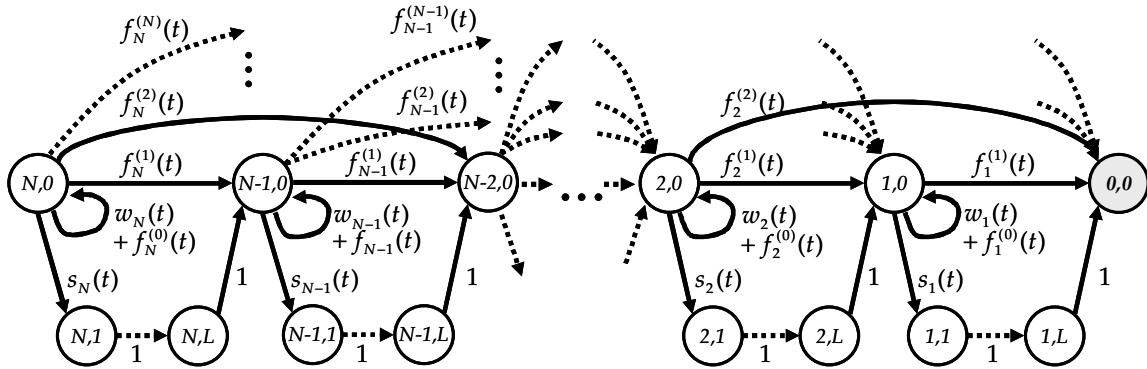 f_N^(N)(t)
f_{N−1}^(N−1)(t)
f_N^(2)(t)
f_{N−1}^(2)(t)
f_2^(2)(t)
f_N^(1)(t)
f_{N−1}^(1)(t)
f_2^(1)(t)
f_1^(1)(t)
N,0
N-1,0
N-2,0
2,0
1,0
0,0
w_N(t)
+ f_N^(0)(t)
w_{N−1}(t)
+ f_{N−1}^(0)(t)
w_2(t)
+ f_2^(0)(t)
w_1(t)
+ f_1^(0)(t)
s_N(t)
1
s_{N−1}(t)
1
s_2(t)
1
s_1(t)
1
N,1
N,L
N-1,1
N-1,L
2,1
2,L
1,1
1,L
1
1
1
1